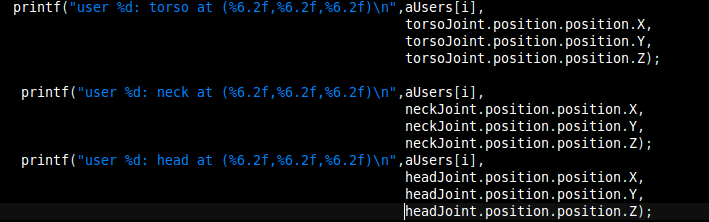 printf("user %d: torso at (%6.2f,%6.2f,%6.2f)\n",aUsers[i],
torsoJoint.position.position.X,
torsoJoint.position.position.Y,
torsoJoint.position.position.Z);
printf("user %d: neck at (%6.2f,%6.2f,%6.2f)\n",aUsers[i],
neckJoint.position.position.X,
neckJoint.position.position.Y,
neckJoint.position.position.Z);
printf("user %d: head at (%6.2f,%6.2f,%6.2f)\n",aUsers[i],
headJoint.position.position.X,
headJoint.position.position.Y,
headJoint.position.position.Z);